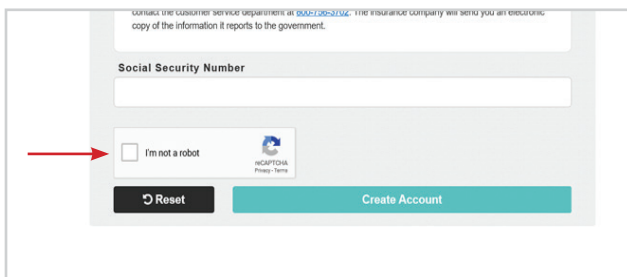 contact the customer service department at 800-756-3702. The insurance company will send you an electronic
copy of the information it reports to the government.
Social Security Number
I'm not a robot
reCAPTCHA
Privacy - Terms
Reset
Create Account